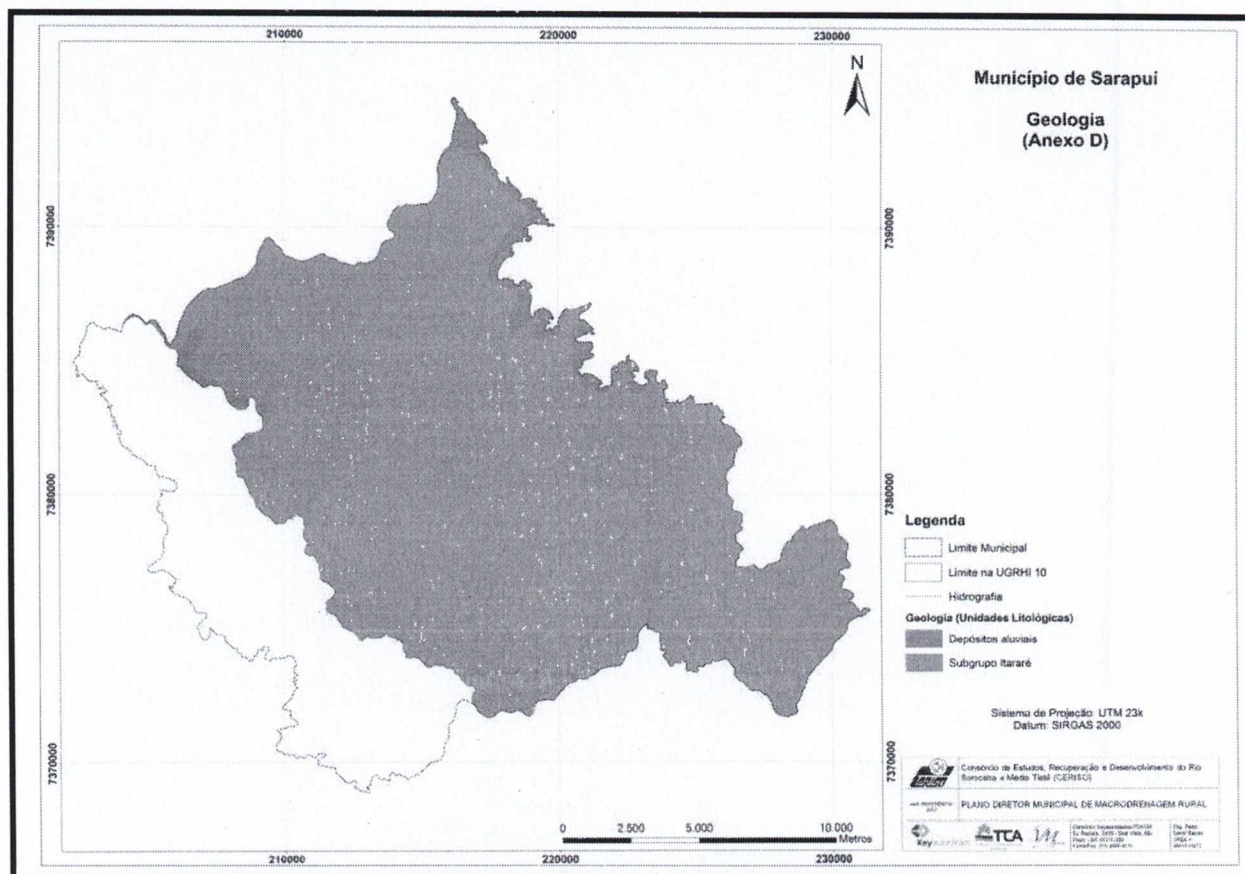 210000
220000
230000
N
Município de Sarapuí
Geologia
(Anexo D)
7390000
7390000
7380000
7380000
7370000
7370000
Legenda
Limite Municipal
Limite na UGRHI 10
Hidrografia
Geologia (Unidades Litológicas)
Depósitos aluviais
Subgrupo Itararé
Sistema de Projeção: UTM 23k
Datum: SIRGAS 2000
Consórcio de Estudos, Recuperação e Desenvolvimento do Rio
Sorocaba e Médio Tietê (CERISO)
PLANO DIRETOR MUNICIPAL DE MACRODRENAGEM RURAL
Key
TCA
0
2.500
5.000
10.000
Metros
210000
220000
230000